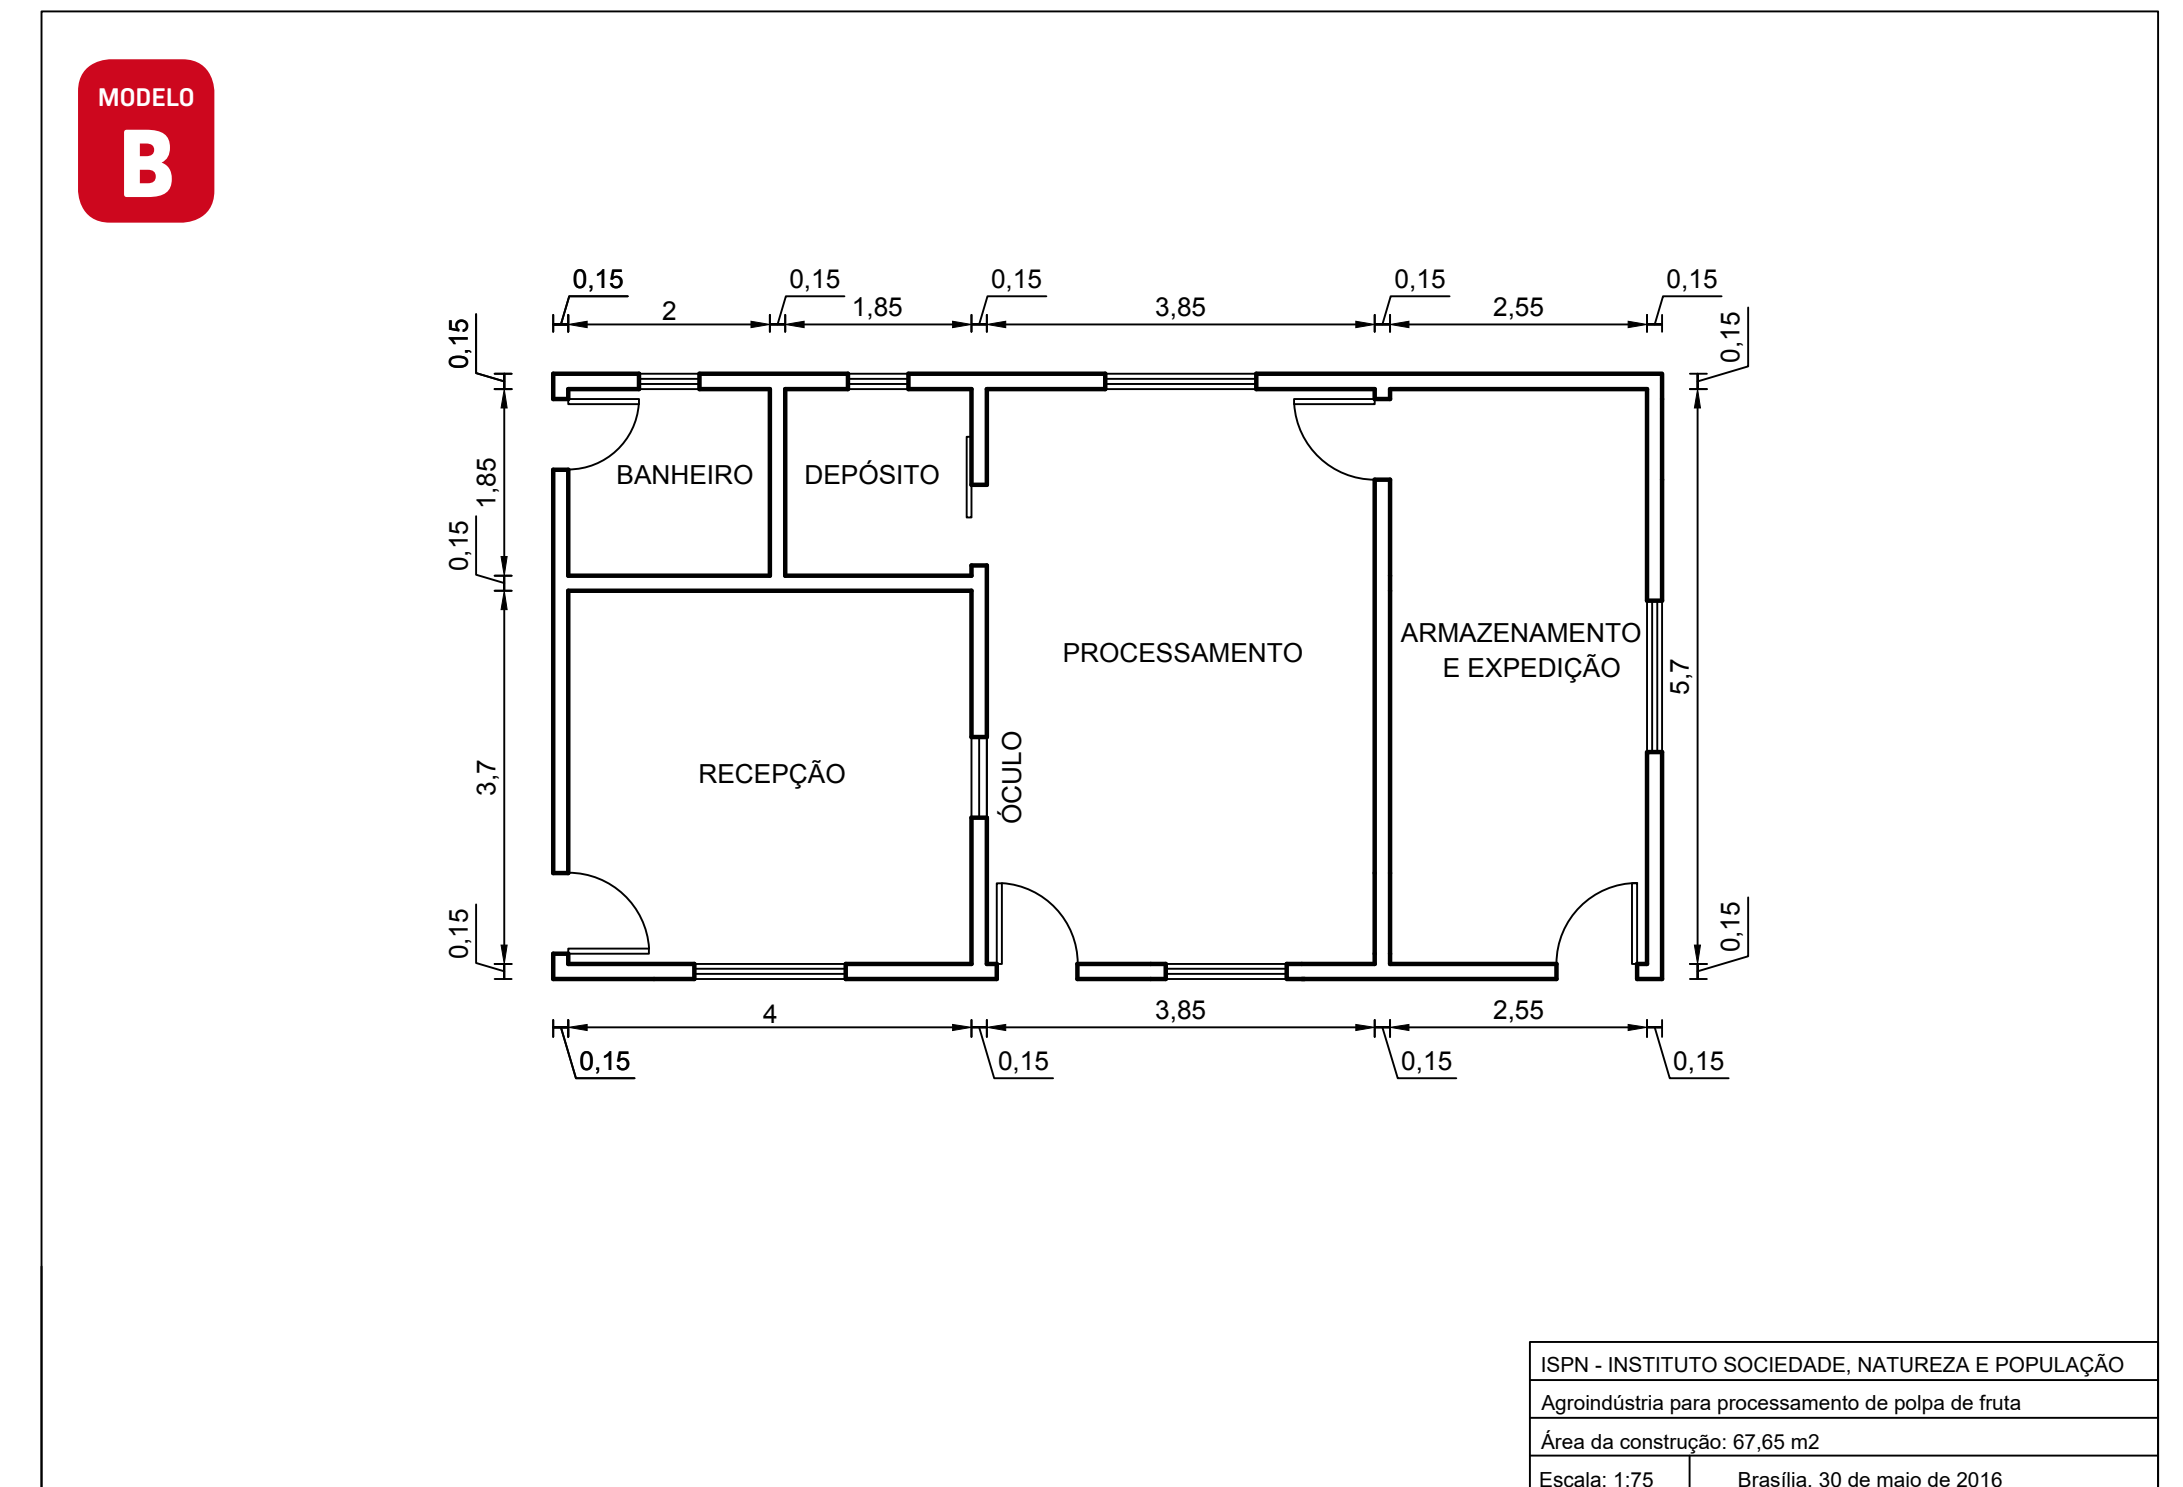 MODELO
B
0,15
0,15
0,15
0,15
0,15
2
1,85
3,85
2,55
0,15
0,15
1,85
0,15
3,7
0,15
5,7
0,15
BANHEIRO
DEPÓSITO
PROCESSAMENTO
ARMAZENAMENTO
E EXPEDIÇÃO
RECEPÇÃO
ÓCULO
4
3,85
2,55
0,15
0,15
0,15
0,15
ISPN - INSTITUTO SOCIEDADE, NATUREZA E POPULAÇÃO
Agroindústria para processamento de polpa de fruta
Área da construção: 67,65 m2
Escala: 1:75
Brasília, 30 de maio de 2016